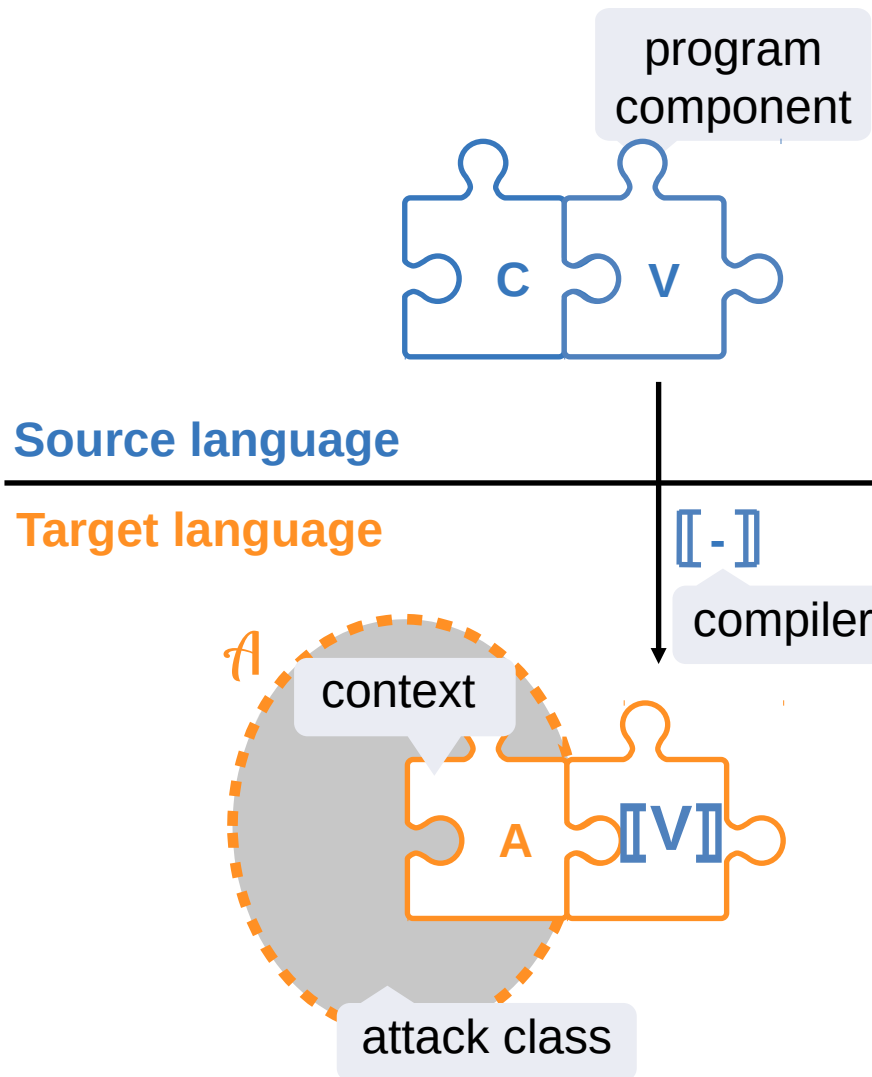 program
component
C V
Source language
Target language
⟦-⟧
compiler
𝒜
context
A ⟦V⟧
attack class